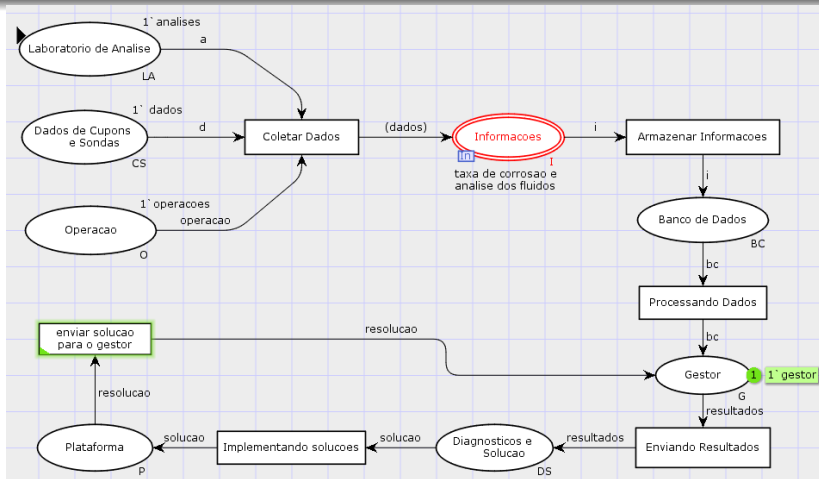 1`analises
Laboratorio de Analise
a
LA
1` dados
Dados de Cupons
e Sondas
d
CS
Coletar Dados
(dados)
Informacoes
In
I
taxa de corrosao e
analise dos fluidos
i
Armazenar Informacoes
1`operacoes
operacao
Operacao
O
i
Banco de Dados
BC
bc
Processando Dados
bc
enviar solucao
para o gestor
resolucao
Gestor
1
1`gestor
G
resolucao
resultados
Plataforma
P
solucao
Implementando solucoes
solucao
Diagnosticos e
Solucao
DS
resultados
Enviando Resultados